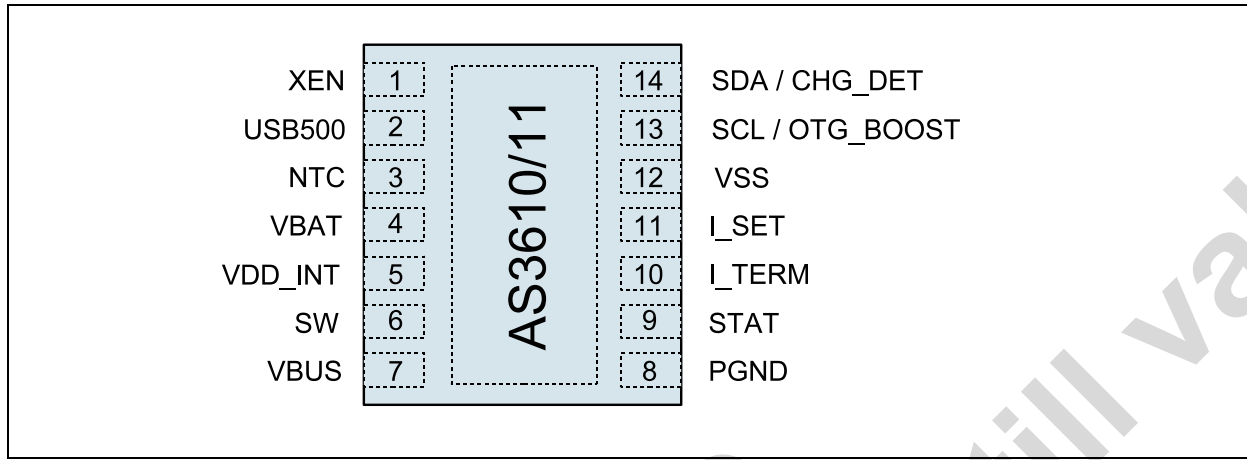 XEN 1 14 SDA / CHG_DET
USB500 2 13 SCL / OTG_BOOST
NTC 3 12 VSS
VBAT 4 11 I_SET
VDD_INT 5 10 I_TERM
SW 6 9 STAT
VBUS 7 8 PGND
AS3610/11
till